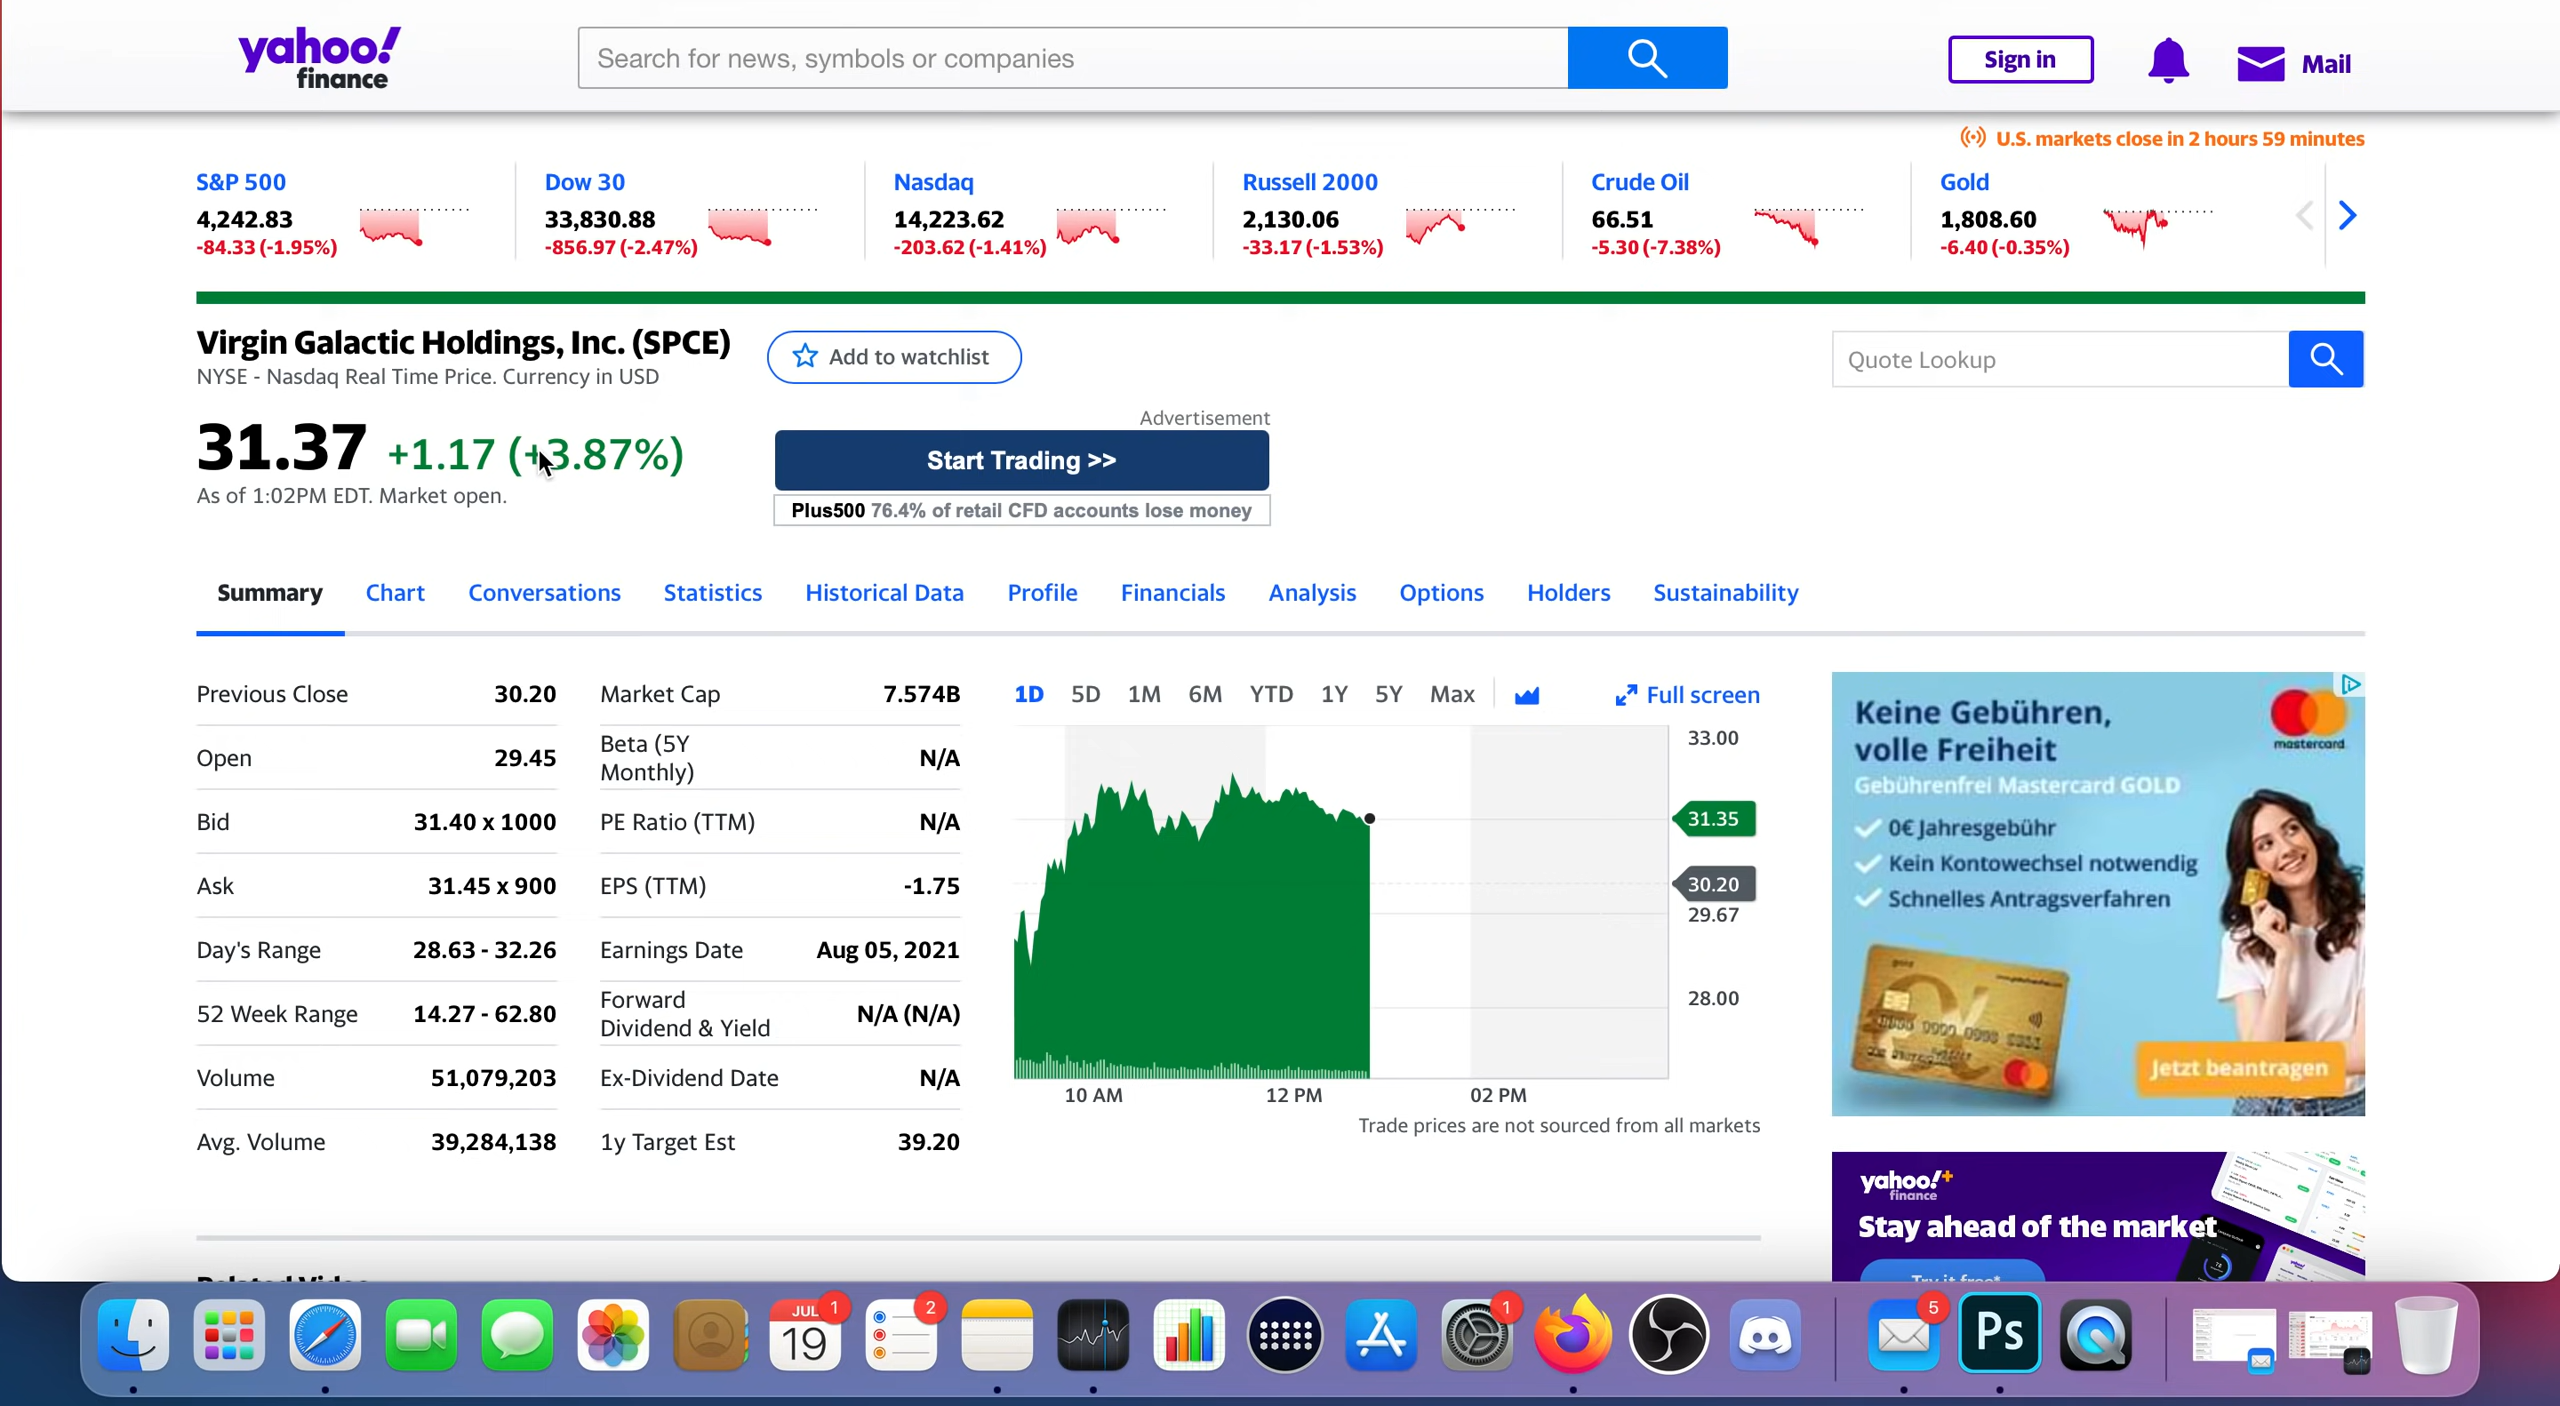 yahoo!
finance
Search for news, symbols or companies
Sign in
Mail
U.S. markets close in 2 hours 59 minutes
S&P 500
4,242.83
-84.33 (-1.95%)
Dow 30
33,830.88
-856.97 (-2.47%)
Nasdaq
14,223.62
-203.62 (-1.41%)
Russell 2000
2,130.06
-33.17 (-1.53%)
Crude Oil
66.51
-5.30 (-7.38%)
Gold
1,808.60
-6.40 (-0.35%)
Virgin Galactic Holdings, Inc. (SPCE)
NYSE - Nasdaq Real Time Price. Currency in USD
Add to watchlist
Quote Lookup
31.37 +1.17 (+3.87%)
As of 1:02PM EDT. Market open.
Advertisement
Start Trading >>
Plus500 76.4% of retail CFD accounts lose money
Summary Chart Conversations Statistics Historical Data Profile Financials Analysis Options Holders Sustainability
Previous Close 30.20
Open 29.45
Bid 31.40 x 1000
Ask 31.45 x 900
Day's Range 28.63 - 32.26
52 Week Range 14.27 - 62.80
Volume 51,079,203
Avg. Volume 39,284,138
Market Cap 7.574B
Beta (5Y
Monthly) N/A
PE Ratio (TTM) N/A
EPS (TTM) -1.75
Earnings Date Aug 05, 2021
Forward
Dividend & Yield N/A (N/A)
Ex-Dividend Date N/A
1y Target Est 39.20
1D 5D 1M 6M YTD 1Y 5Y Max Full screen
33.00
31.35
30.20
29.67
28.00
10 AM 12 PM 02 PM
Trade prices are not sourced from all markets
Keine Gebühren,
volle Freiheit
mastercard
Gebührenfrei Mastercard GOLD
0€ Jahresgebühr
Kein Kontowechsel notwendig
Schnelles Antragsverfahren
Jetzt beantragen
yahoo!+
finance
Stay ahead of the market
Try it free*
Related Video
JUL
19
1
2
1
5
Ps